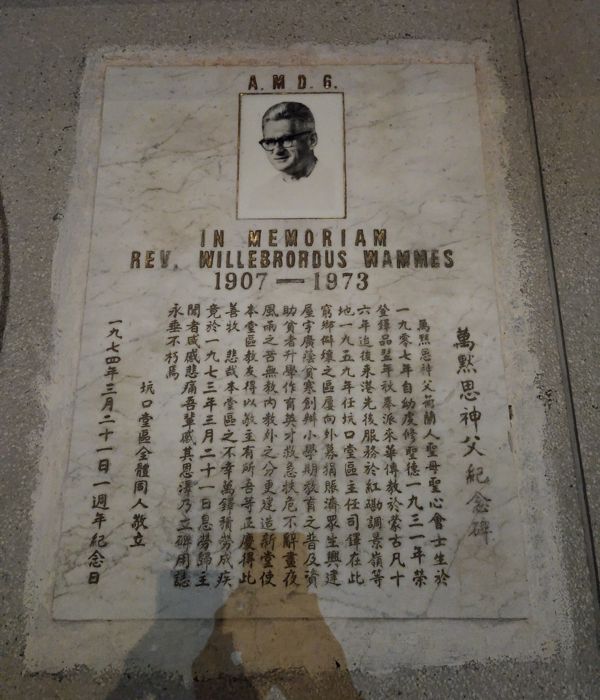 A. M D. G.
IN MEMORIAM
REV. WILLEBRORDUS WAMMES
1907 — 1973
萬黙思神父紀念碑
萬黙思神父荷蘭人聖母聖心會士生於
一九零七年自幼虔修聖德一九三一年榮
登鐸品翌年秋奉派來華傳教於蒙古凡十
六年迨後來港先後服務於紅磡調景嶺等
地一九五九年任坑口堂區主任司鐸在此
窮鄉僻壤之區屢向外募捐賑濟眾生興建
屋宇廣蔭貧寒創辦小學期教育之普及資
助貧者升學作育英才救急扶危不辭晝夜
風雨之苦無教內教外之分更建造新堂使
本堂區教友得以敬主有所吾等正慶得此
善牧 悲哉本堂區之不幸萬鐸積勞成疾
竟於一九七三年三月二十一日息勞歸主
聞者戚戚悲痛吾輩感其恩澤乃立碑用誌
永垂不朽焉
坑口堂區全體同人敬立
一九七四年三月二十一日一週年紀念日